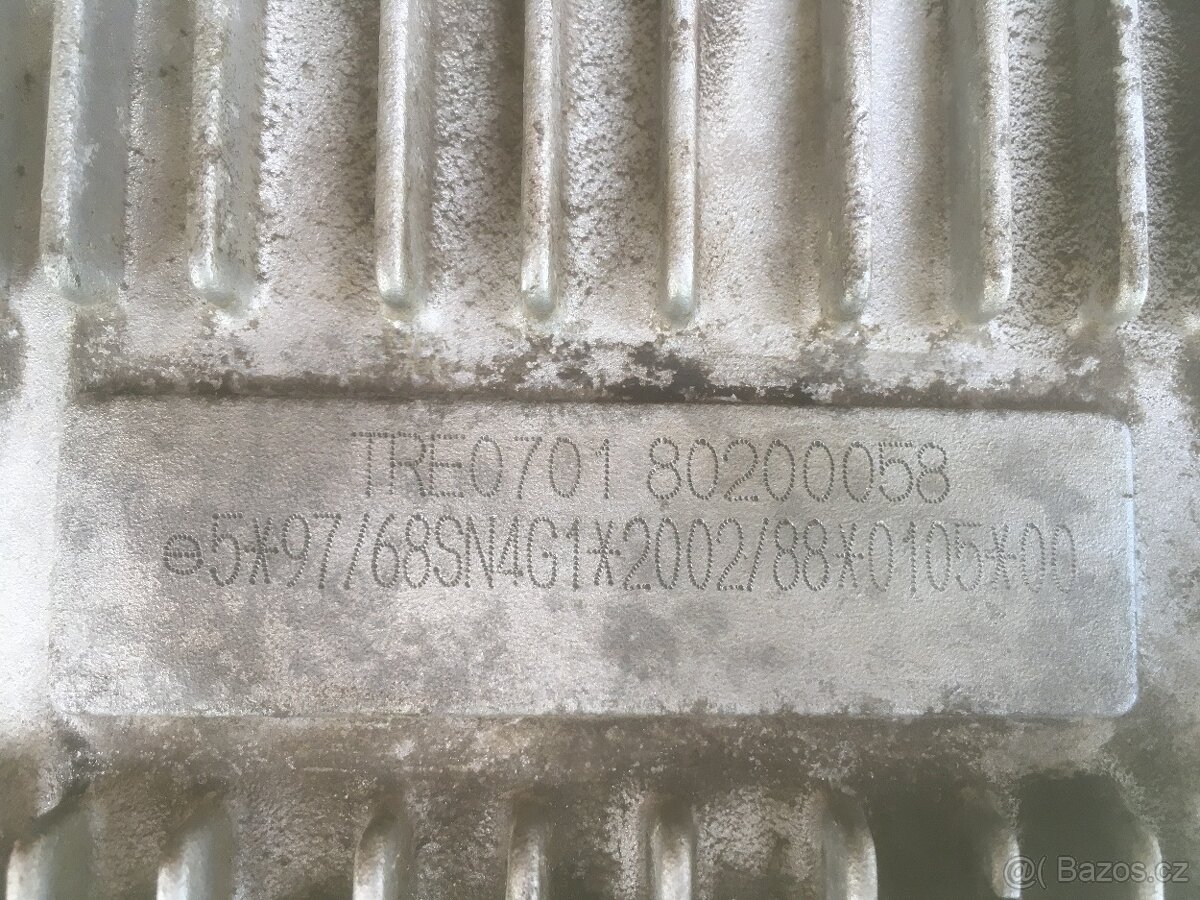 TRE0701 80200058
e5*97/68SN4G1*2002/88*0105*00
@( Bazos.cz